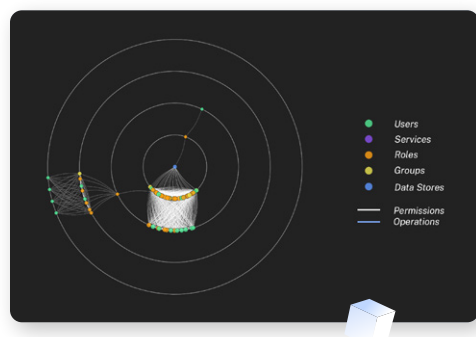 Users
Services
Roles
Groups
Data Stores
Permissions
Operations